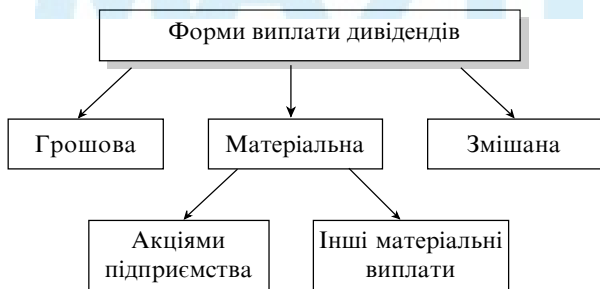 Форми виплати дивідендів
Грошова
Матеріальна
Змішана
Акціями
підприємства
Інші матеріальні
виплати